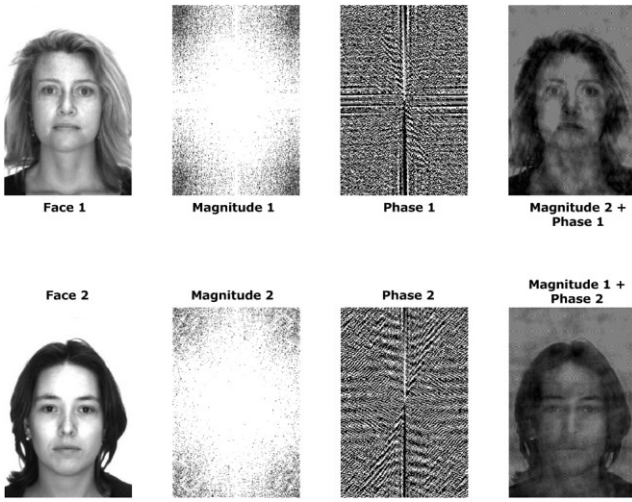 Face 1
Magnitude 1
Phase 1
Magnitude 2 +
Phase 1
Face 2
Magnitude 2
Phase 2
Magnitude 1 +
Phase 2